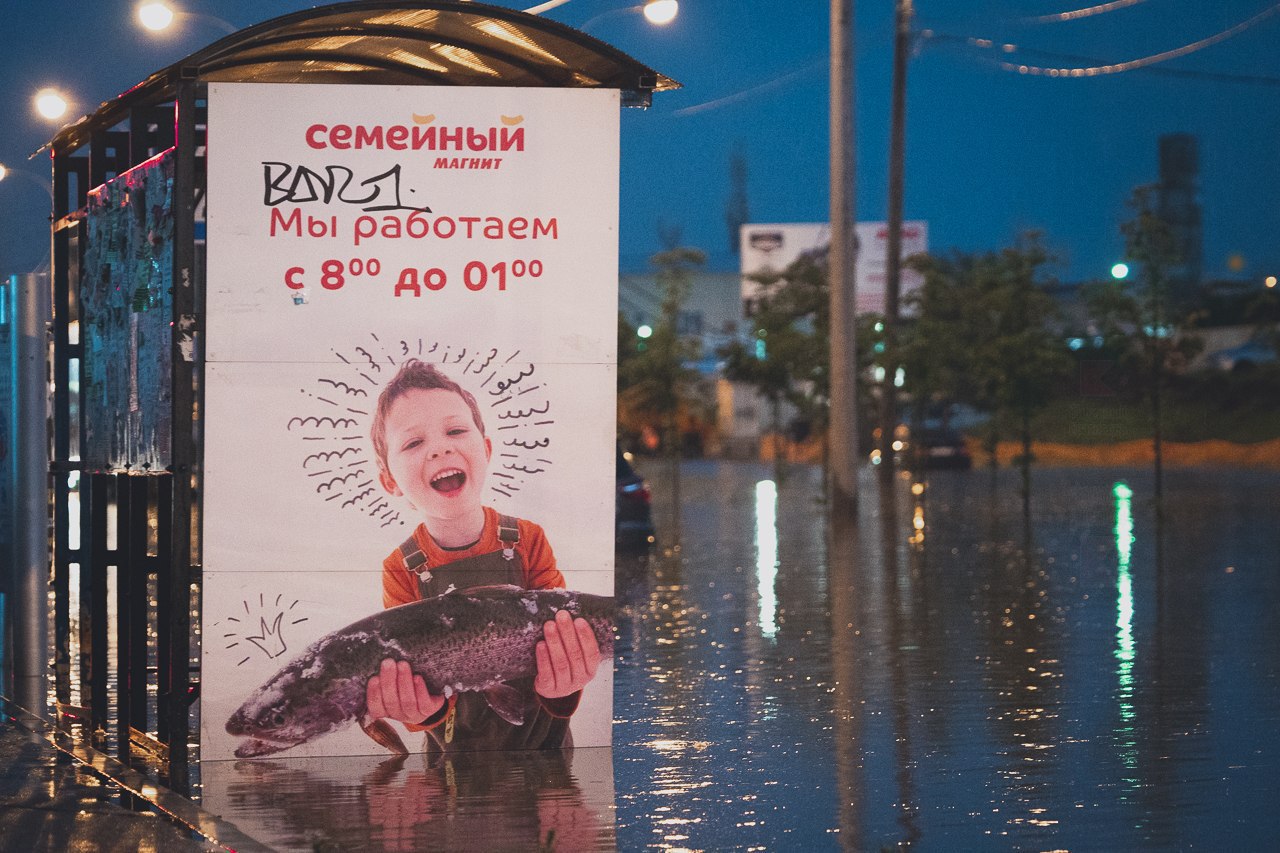 семейный
МАГНИТ
Мы работаем
с 8⁰⁰ до 01⁰⁰